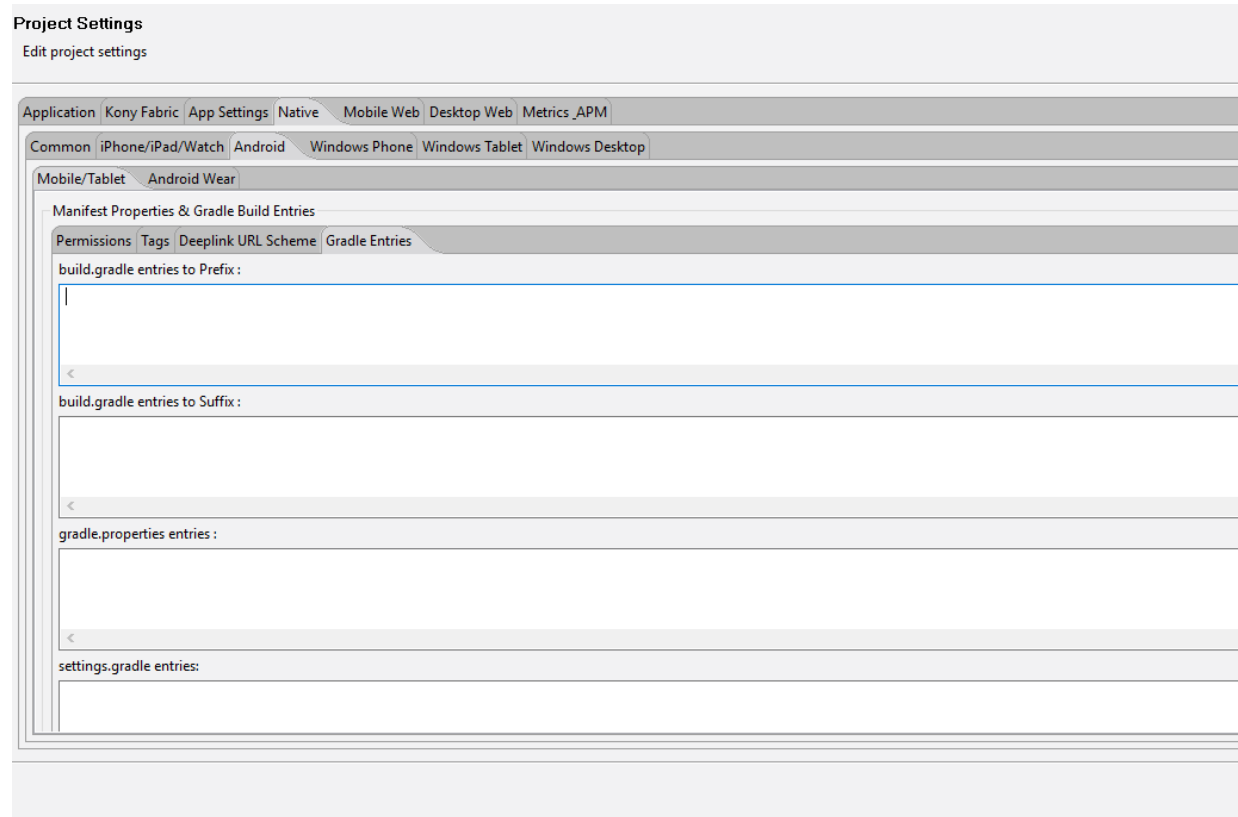 Project Settings
Edit project settings
Application Kony Fabric App Settings Native Mobile Web Desktop Web Metrics_APM
Common iPhone/iPad/Watch Android Windows Phone Windows Tablet Windows Desktop
Mobile/Tablet Android Wear
Manifest Properties & Gradle Build Entries
Permissions Tags Deeplink URL Scheme Gradle Entries
build.gradle entries to Prefix :
build.gradle entries to Suffix :
gradle.properties entries :
settings.gradle entries: